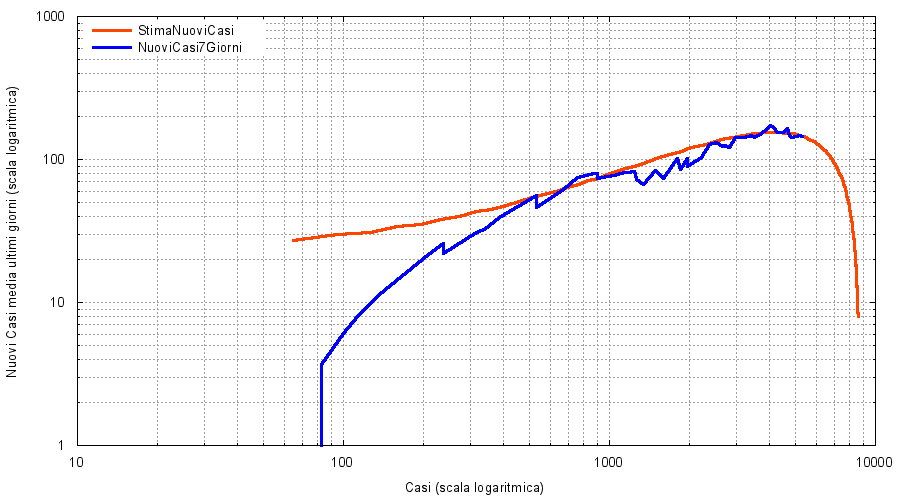 1000
StimaNuoviCasi
NuoviCasi7Giorni
100
10
1
Nuovi Casi media ultimi giorni (scala logaritmica)
10
100
1000
10000
Casi (scala logaritmica)